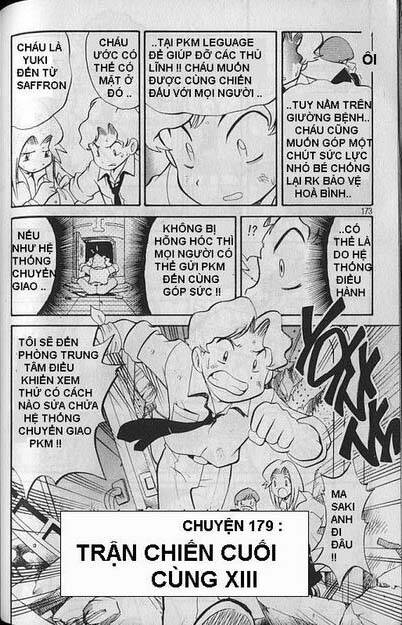 CHÁU LÀ
YUKI
ĐẾN TỪ
SAFFRON
CHÁU
ƯỚC CÓ
THỂ CÓ
MẶT Ở
ĐÓ ..
..TẠI PKM LEGUAGE
ĐỂ GIÚP ĐỠ CÁC THỦ
LĨNH !! CHÁU MUỐN
ĐƯỢC CÙNG CHIẾN
ĐẤU VỚI MỌI NGƯỜI ..
ÔI
..TUY NẰM TRÊN
GIƯỜNG BỆNH..
CHÁU CŨNG
MUỐN GÓP MỘT
CHÚT SỨC LỰC
NHỎ BÉ CHỐNG
LẠI RK BẢO VỆ
HOÀ BÌNH..
173
NẾU
NHƯ HỆ
THỐNG
CHUYỂN
GIAO ..
KHÔNG BỊ
HỎNG HÓC THÌ
MỌI NGƯỜI CÓ
THỂ GỬI PKM
ĐẾN CÙNG
GÓP SỨC !!
!?
..CÓ
THỂ LÀ
DO HỆ
THỐNG
ĐIỀU
HÀNH
TÔI SẼ ĐẾN
PHÒNG TRUNG
TÂM ĐIỀU
KHIỂN XEM
THỬ CÓ CÁCH
NÀO SỬA CHỮA
HỆ THỐNG
CHUYỂN GIAO
PKM !!
MA
SAKI
ANH
ĐI
ĐÂU
!!
CHUYỆN 179 :
TRẬN CHIẾN CUỐI
CÙNG XIII